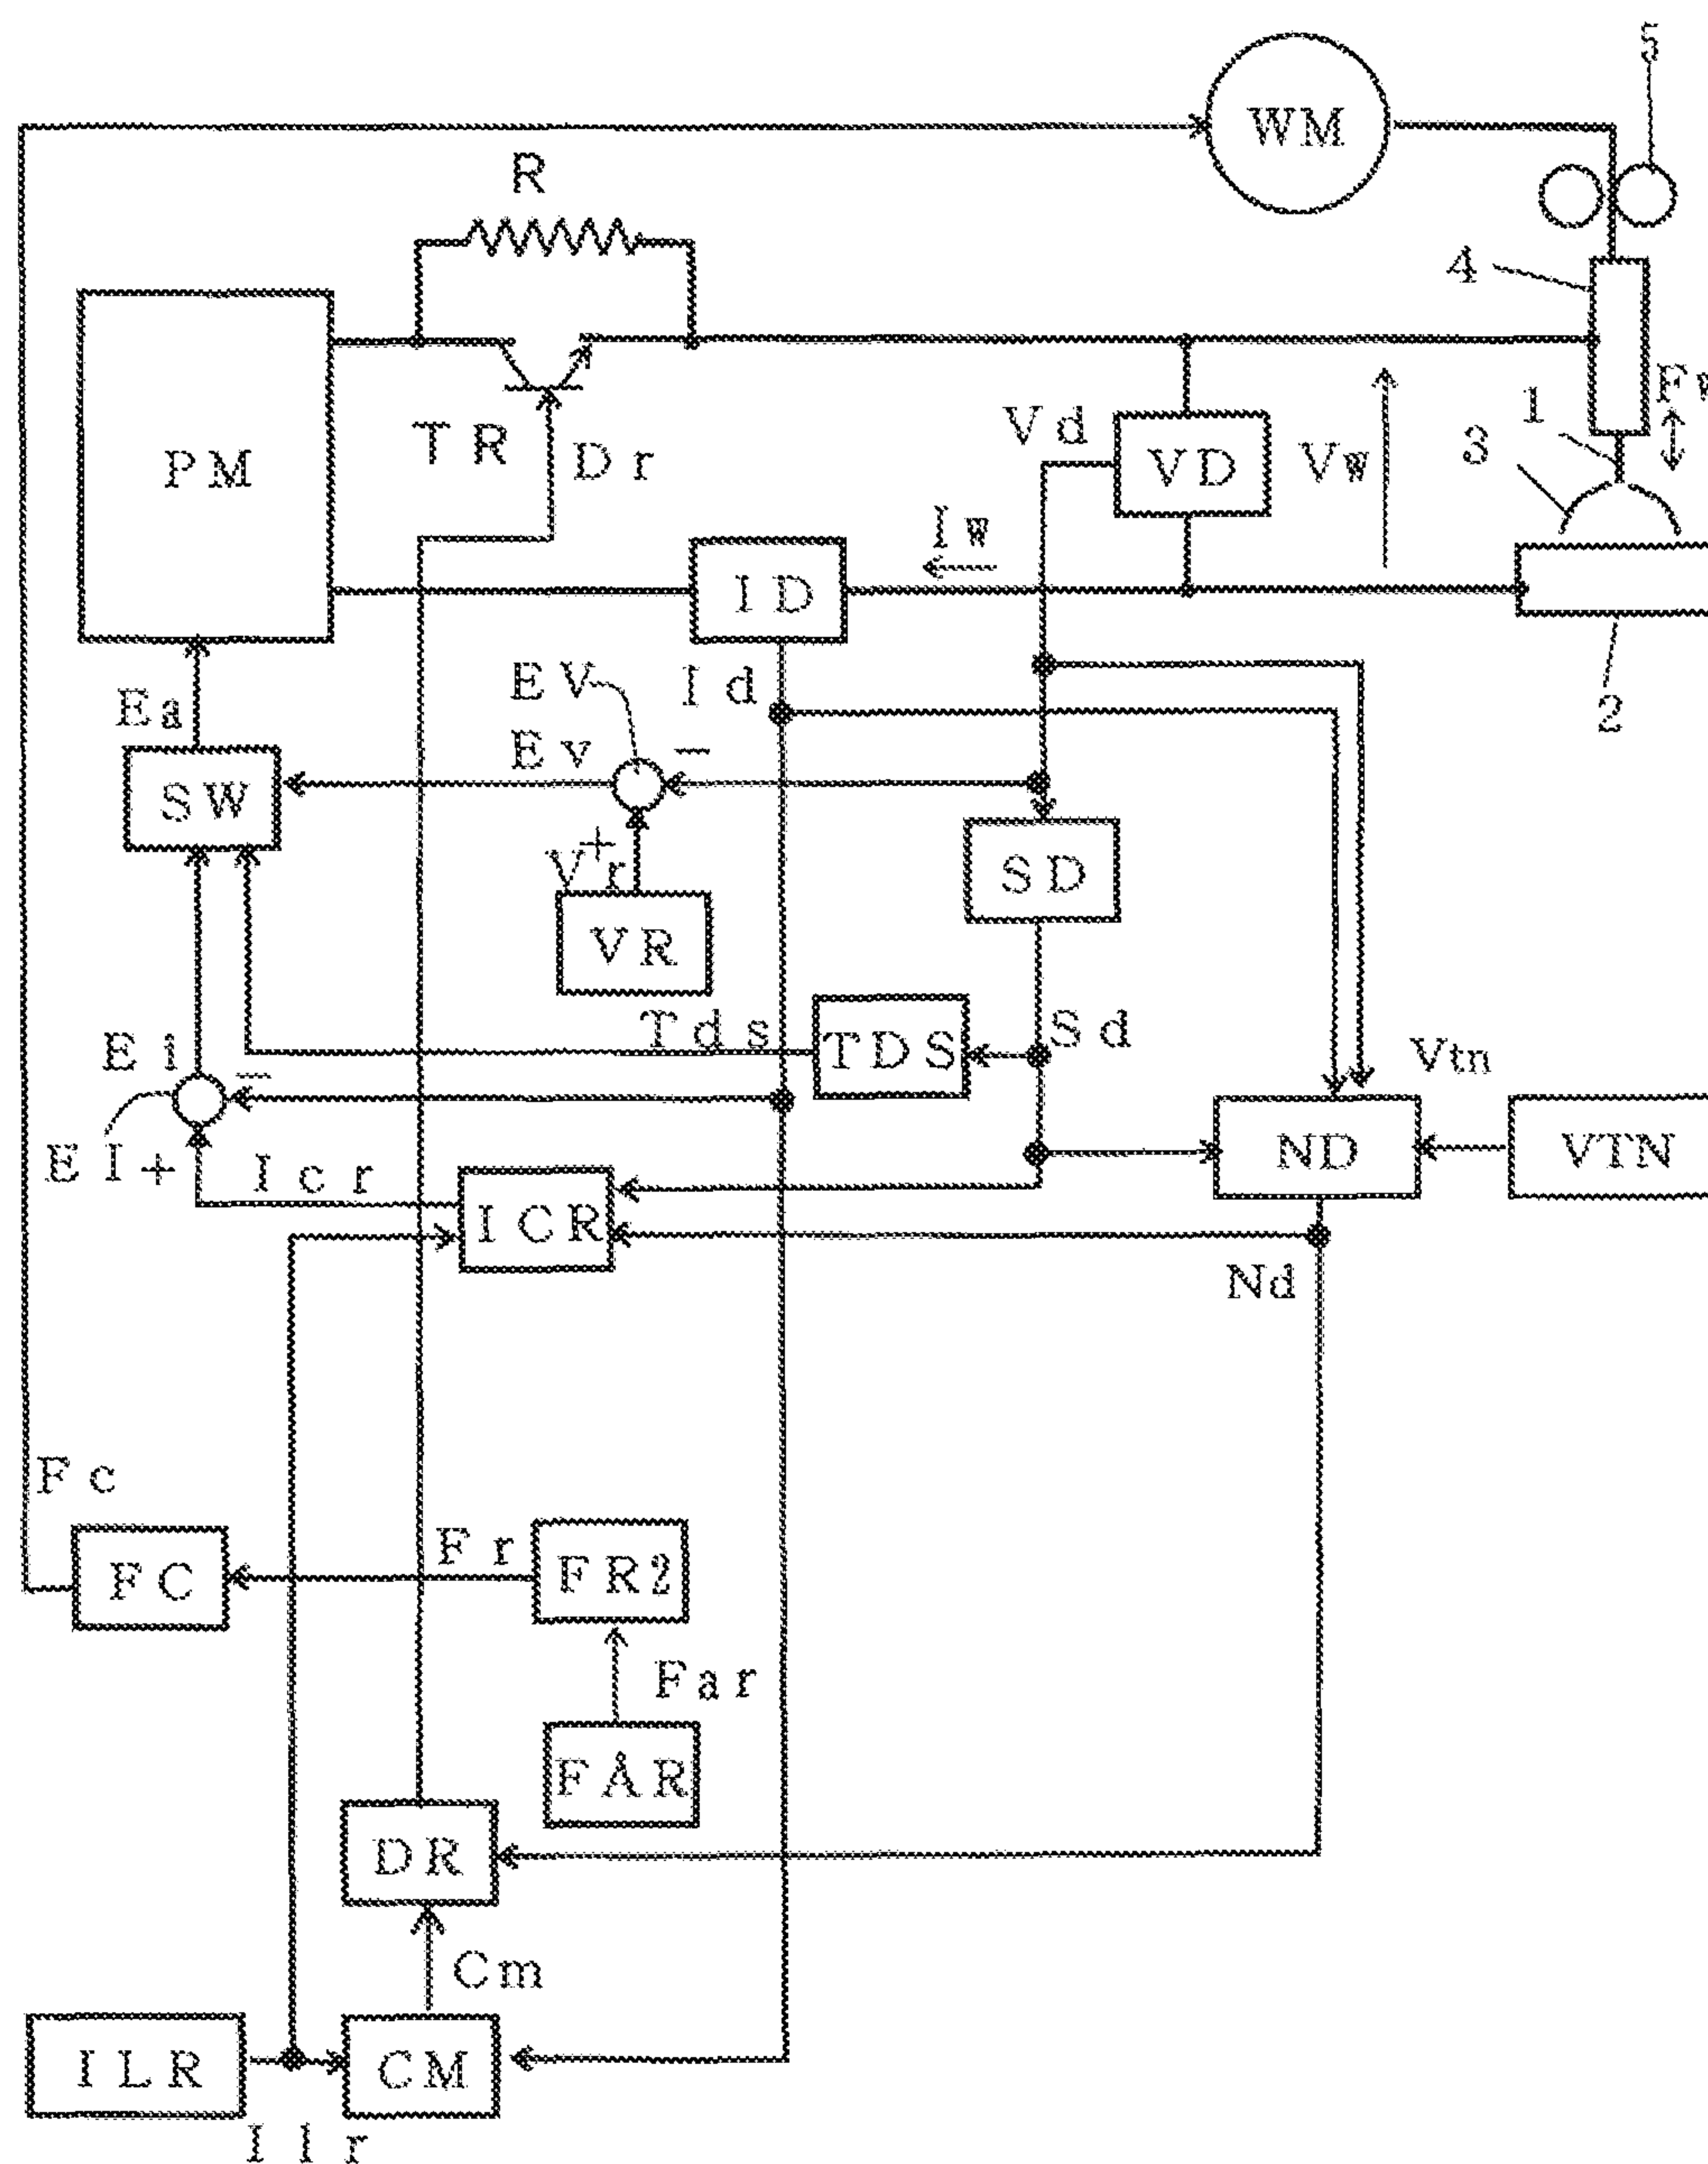 5
WM
R
4
Fw
1
3
TR
Dr
Vd
VD
Vw
PM
Iw
ID
2
Ea
EV
Id
Ev
−
SW
+
Vr
VR
SD
Tds
TDS
Sd
Ei
−
Vtn
EI
+
Icr
ICR
ND
VTN
Nd
Fc
FC
Fr
FR2
Far
FAR
DR
Cm
ILR
CM
Ilr